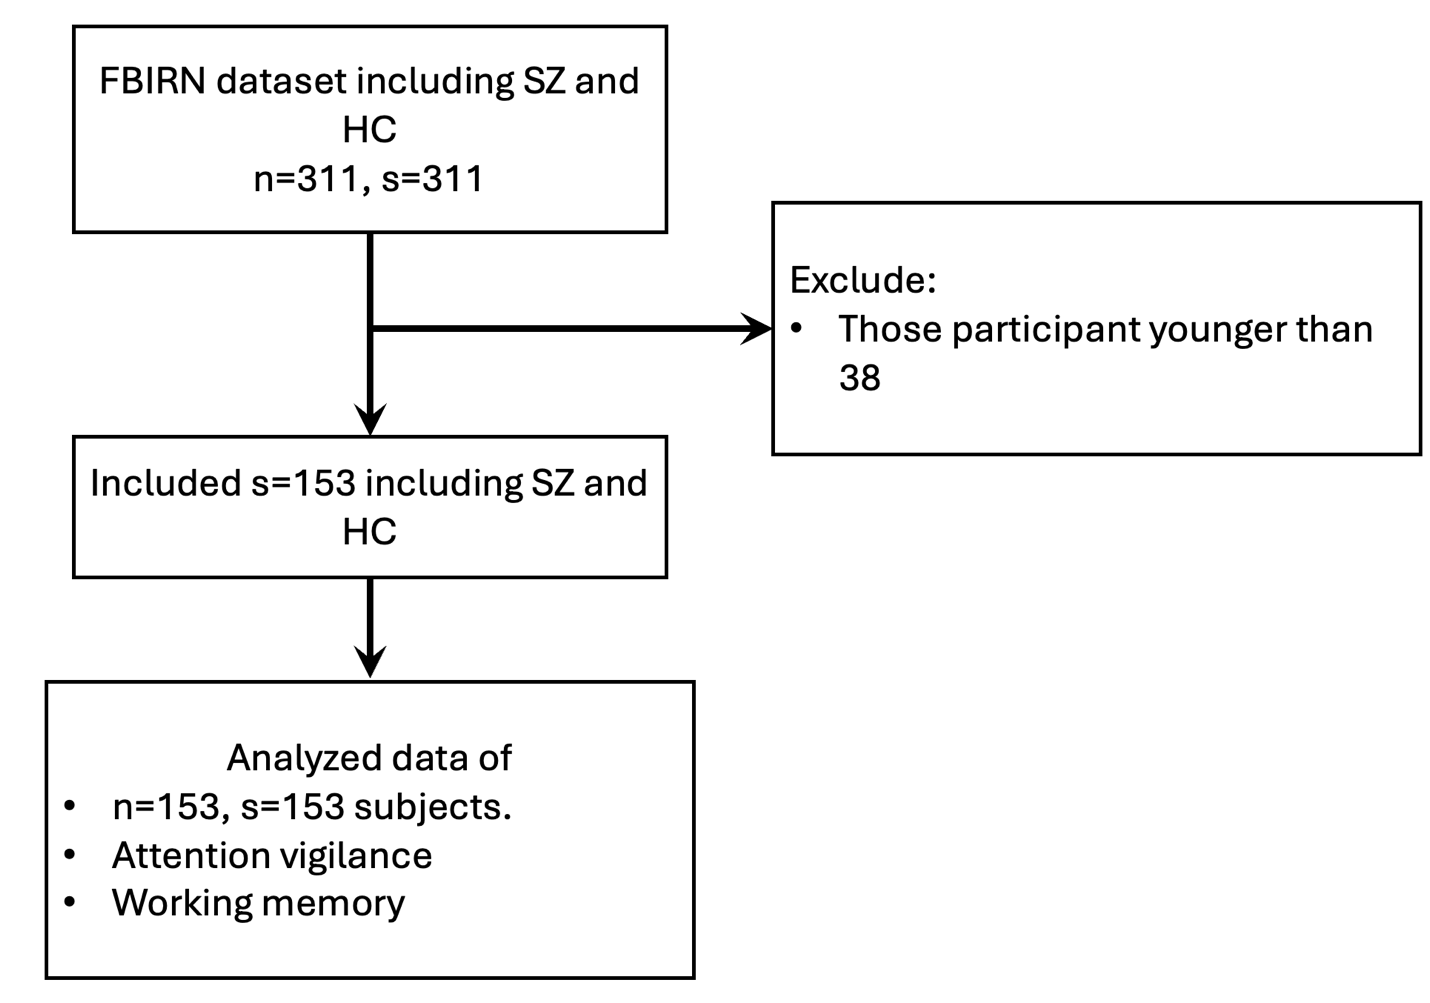 FBIRN dataset including SZ and
HC
n=311, s=311
Exclude:
• Those participant younger than
38
Included s=153 including SZ and
HC
Analyzed data of
• n=153, s=153 subjects.
• Attention vigilance
• Working memory